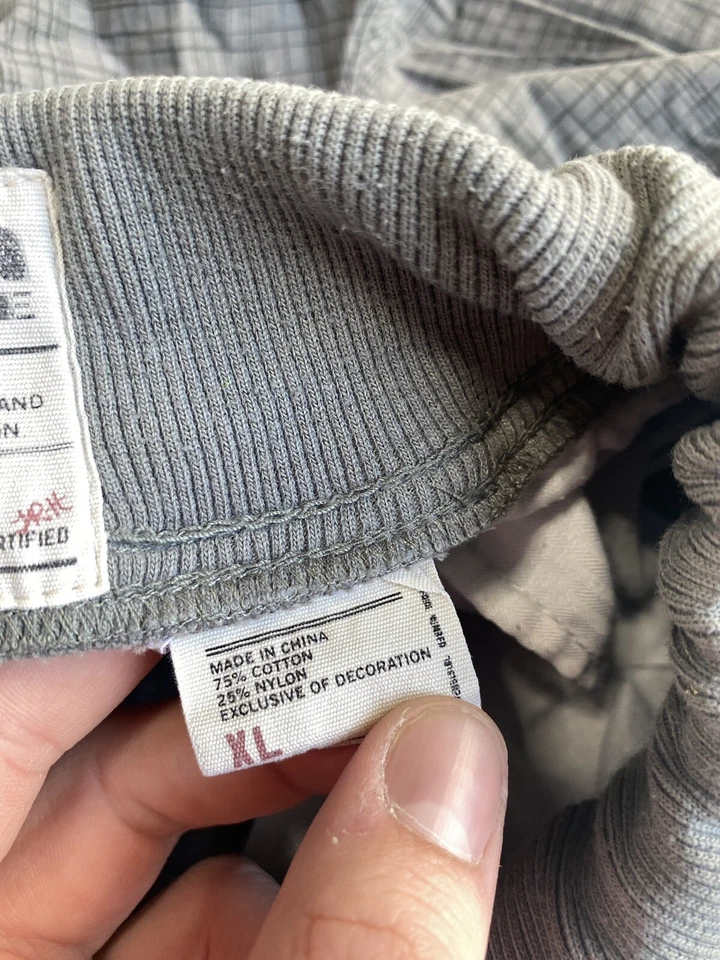 E
AND
N
RTIFIED
MADE IN CHINA
75% COTTON
25% NYLON
EXCLUSIVE OF DECORATION
XL